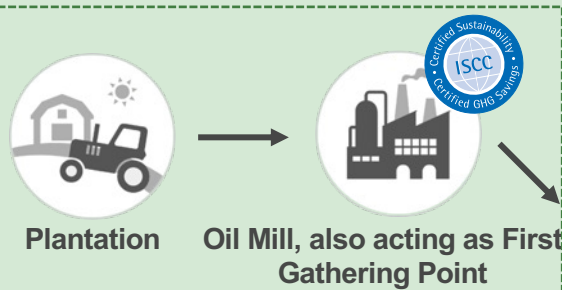 Certified Sustainability
ISCC
Certified GHG Savings
Plantation
Oil Mill, also acting as First
Gathering Point